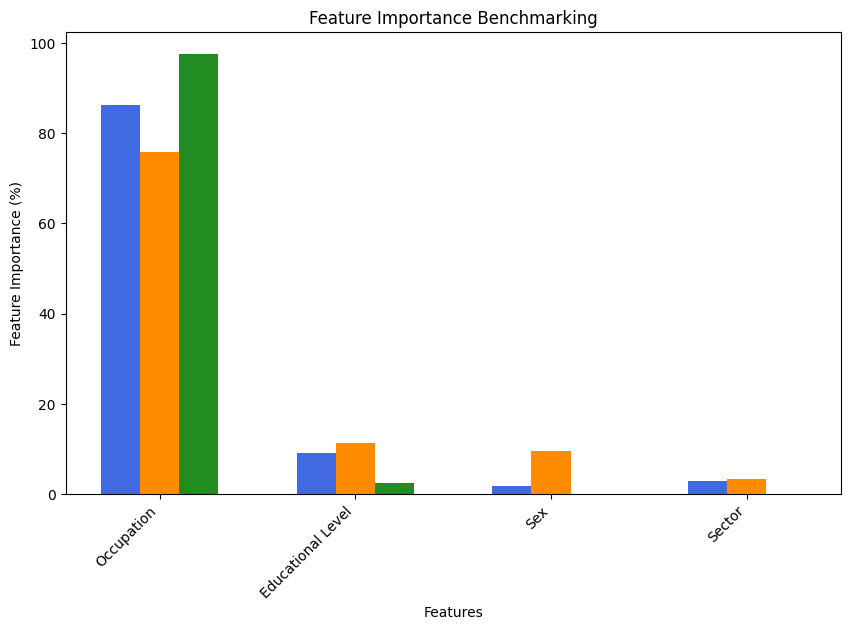 Feature Importance Benchmarking
Feature Importance (%)
100
80
60
40
20
0
Occupation
Educational Level
Sex
Sector
Features